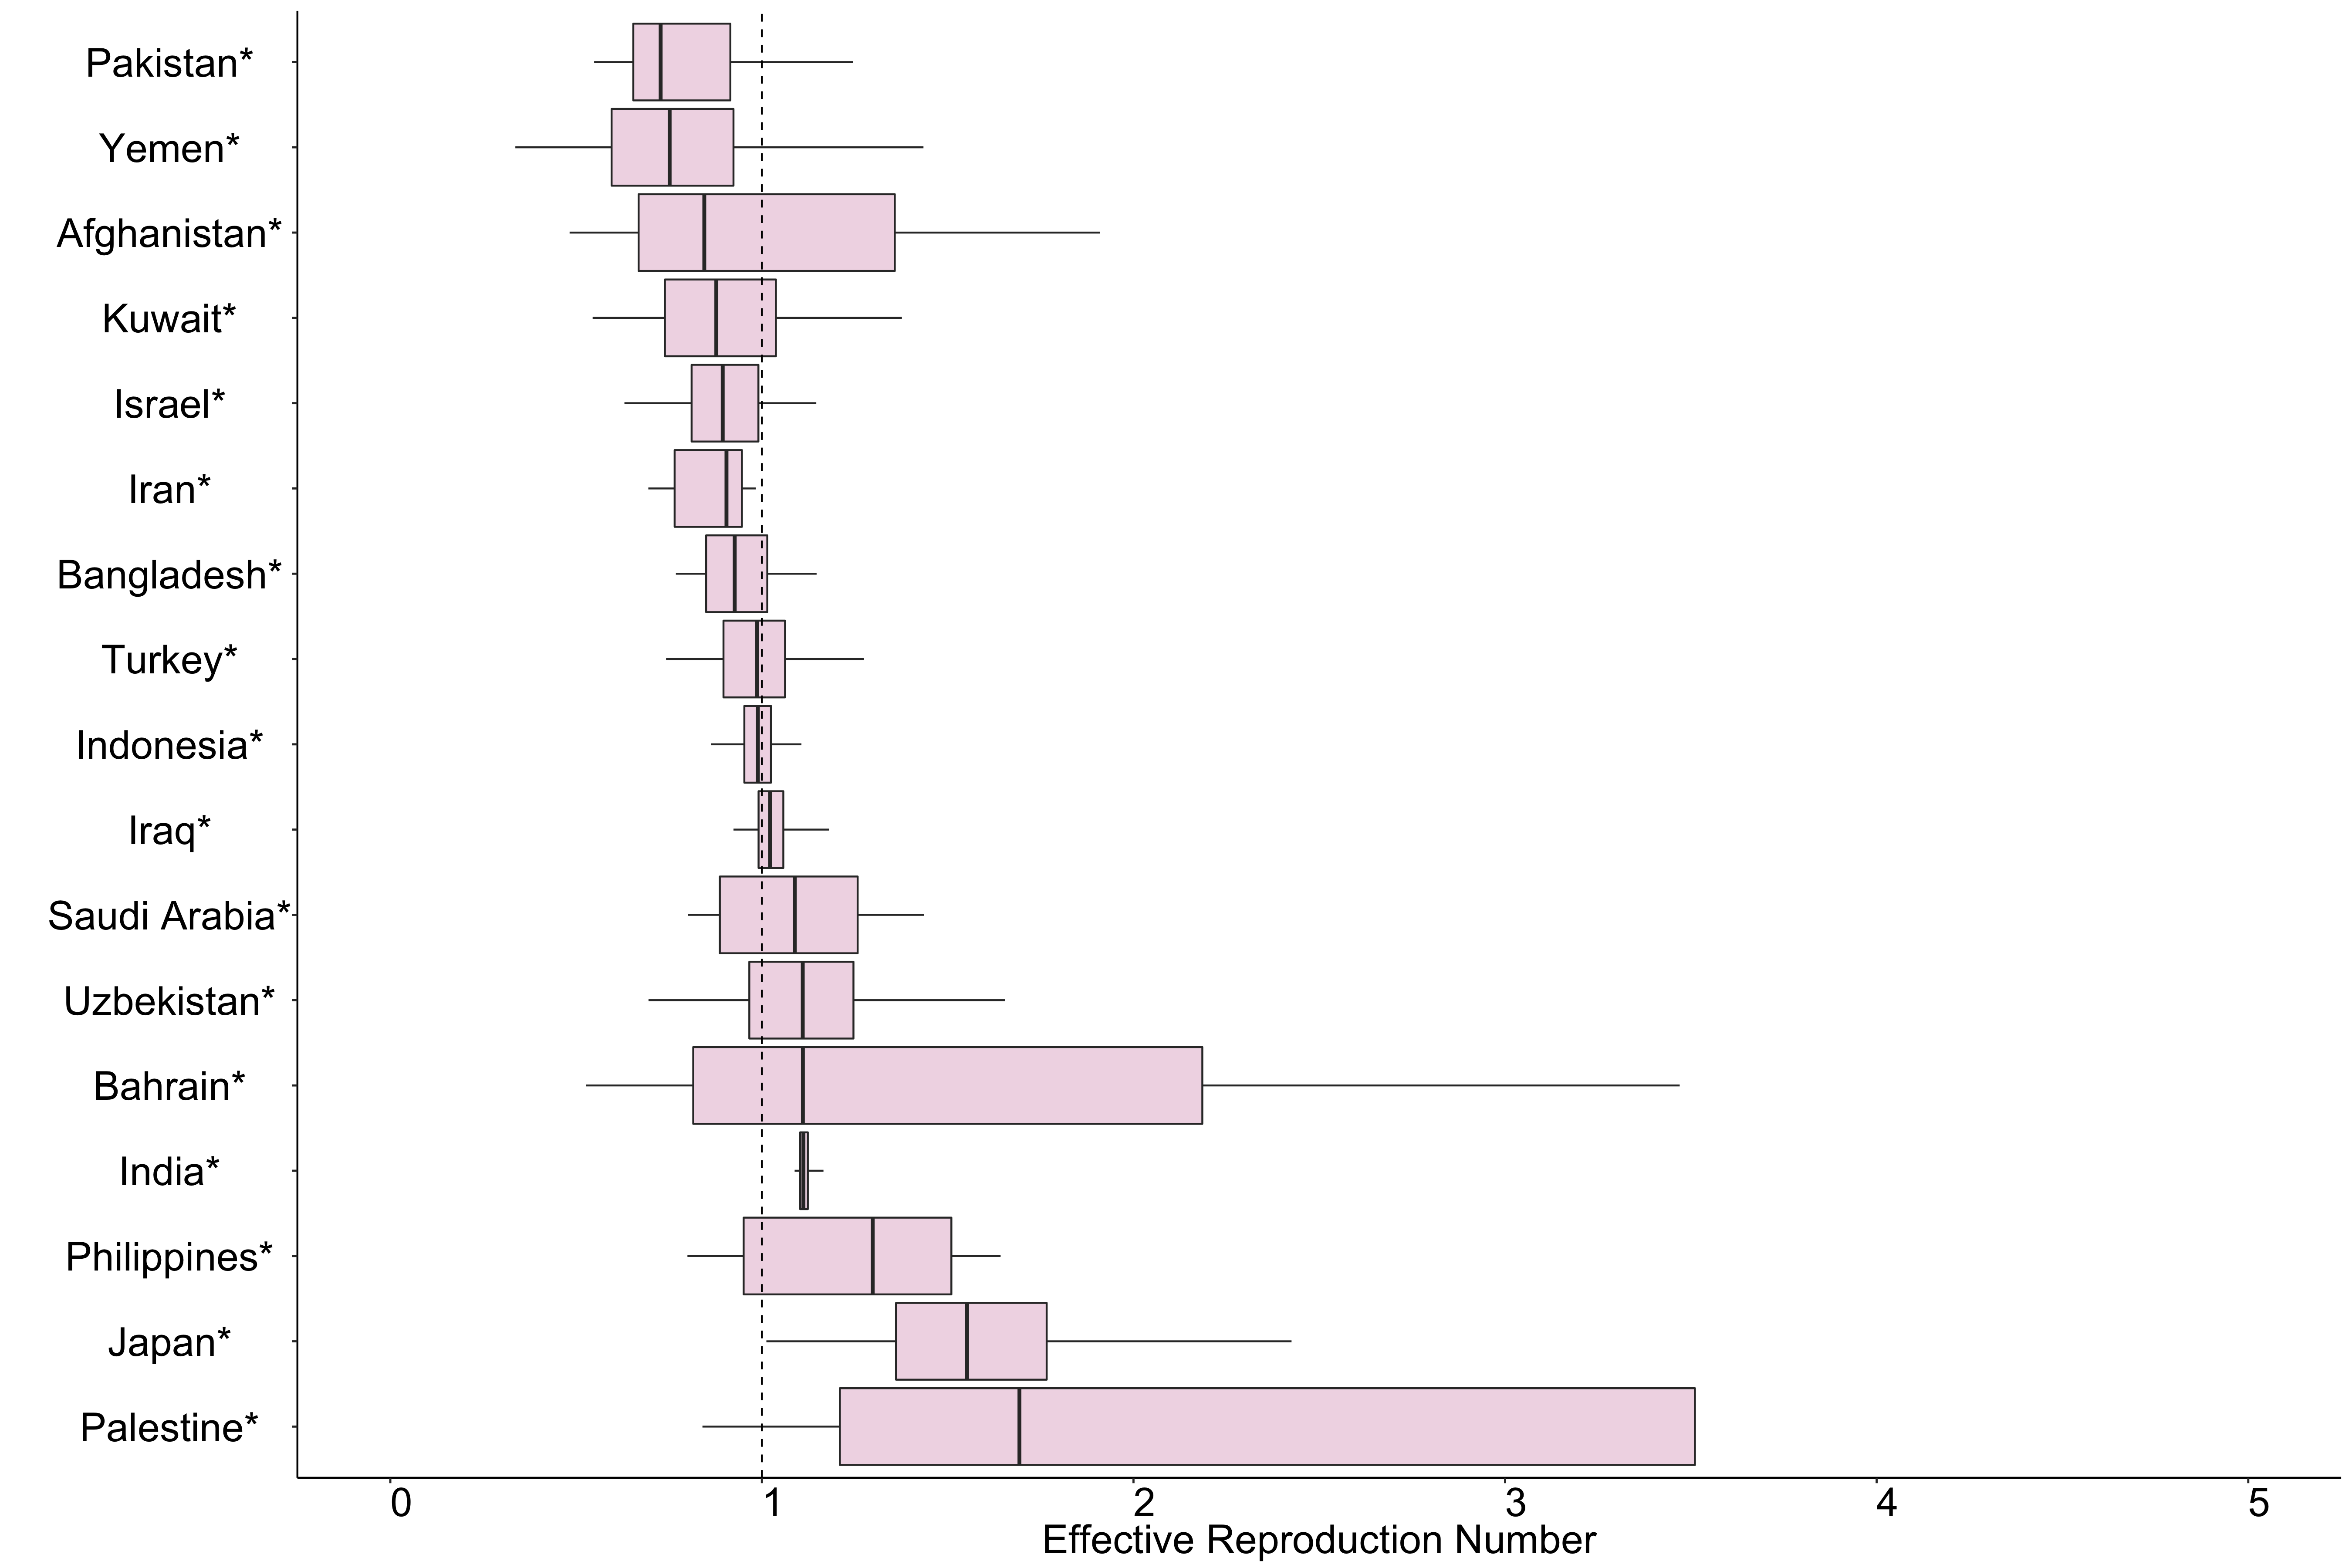 Pakistan*
Yemen*
Afghanistan*
Kuwait*
Israel*
Iran*
Bangladesh*
Turkey*
Indonesia*
Iraq*
Saudi Arabia*
Uzbekistan*
Bahrain*
India*
Philippines*
Japan*
Palestine*
0 1 2 3 4 5
Effective Reproduction Number